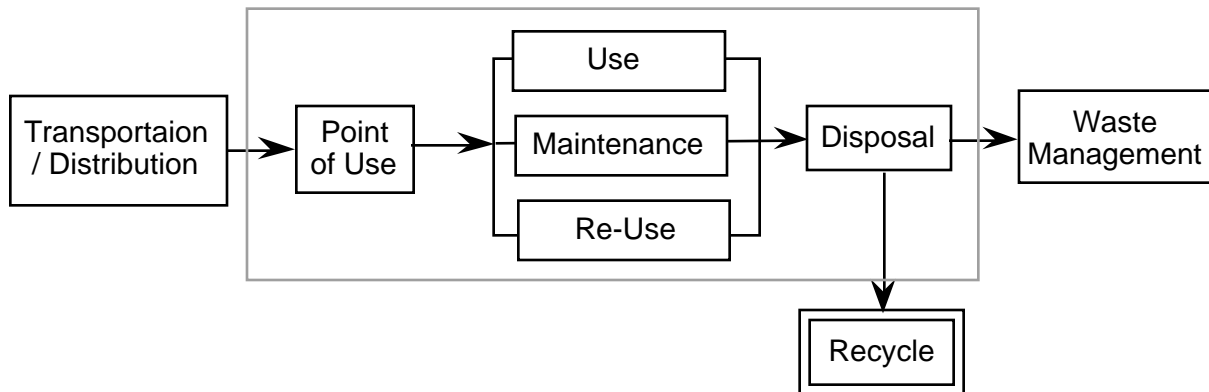 Transportaion
/ Distribution
Point
of Use
Use
Maintenance
Re-Use
Disposal
Waste
Management
Recycle